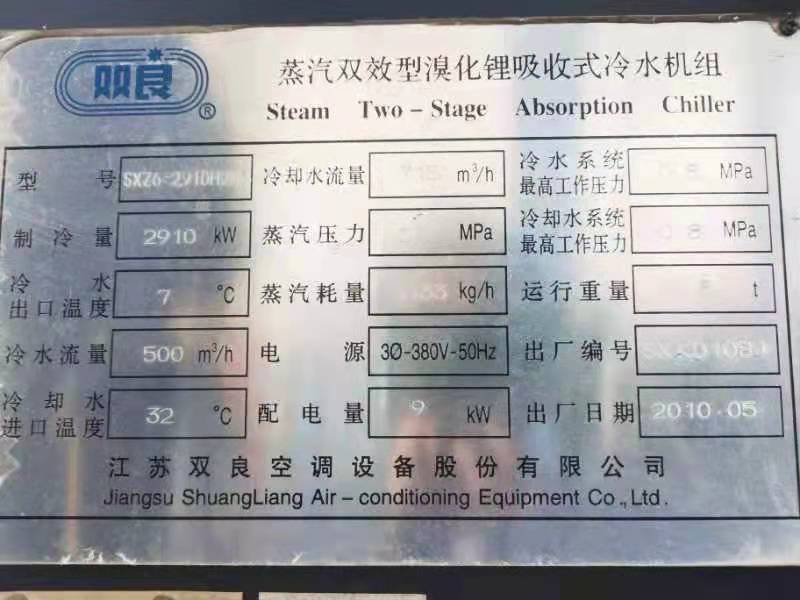 双良®
蒸汽双效型溴化锂吸收式冷水机组
Steam Two-Stage Absorption Chiller
型号 冷却水流量 m³/h 冷水系统最高工作压力 0.8 MPa
制冷量 2910 kW 蒸汽压力 MPa 冷却水系统最高工作压力 0.8 MPa
冷水出口温度 7 ℃ 蒸汽耗量 kg/h 运行重量 t
冷水流量 500 m³/h 电源 3Ø-380V-50Hz 出厂编号
冷却水进口温度 32 ℃ 配电量 9 kW 出厂日期 2010.05
江苏双良空调设备股份有限公司
Jiangsu ShuangLiang Air-conditioning Equipment Co.,Ltd.